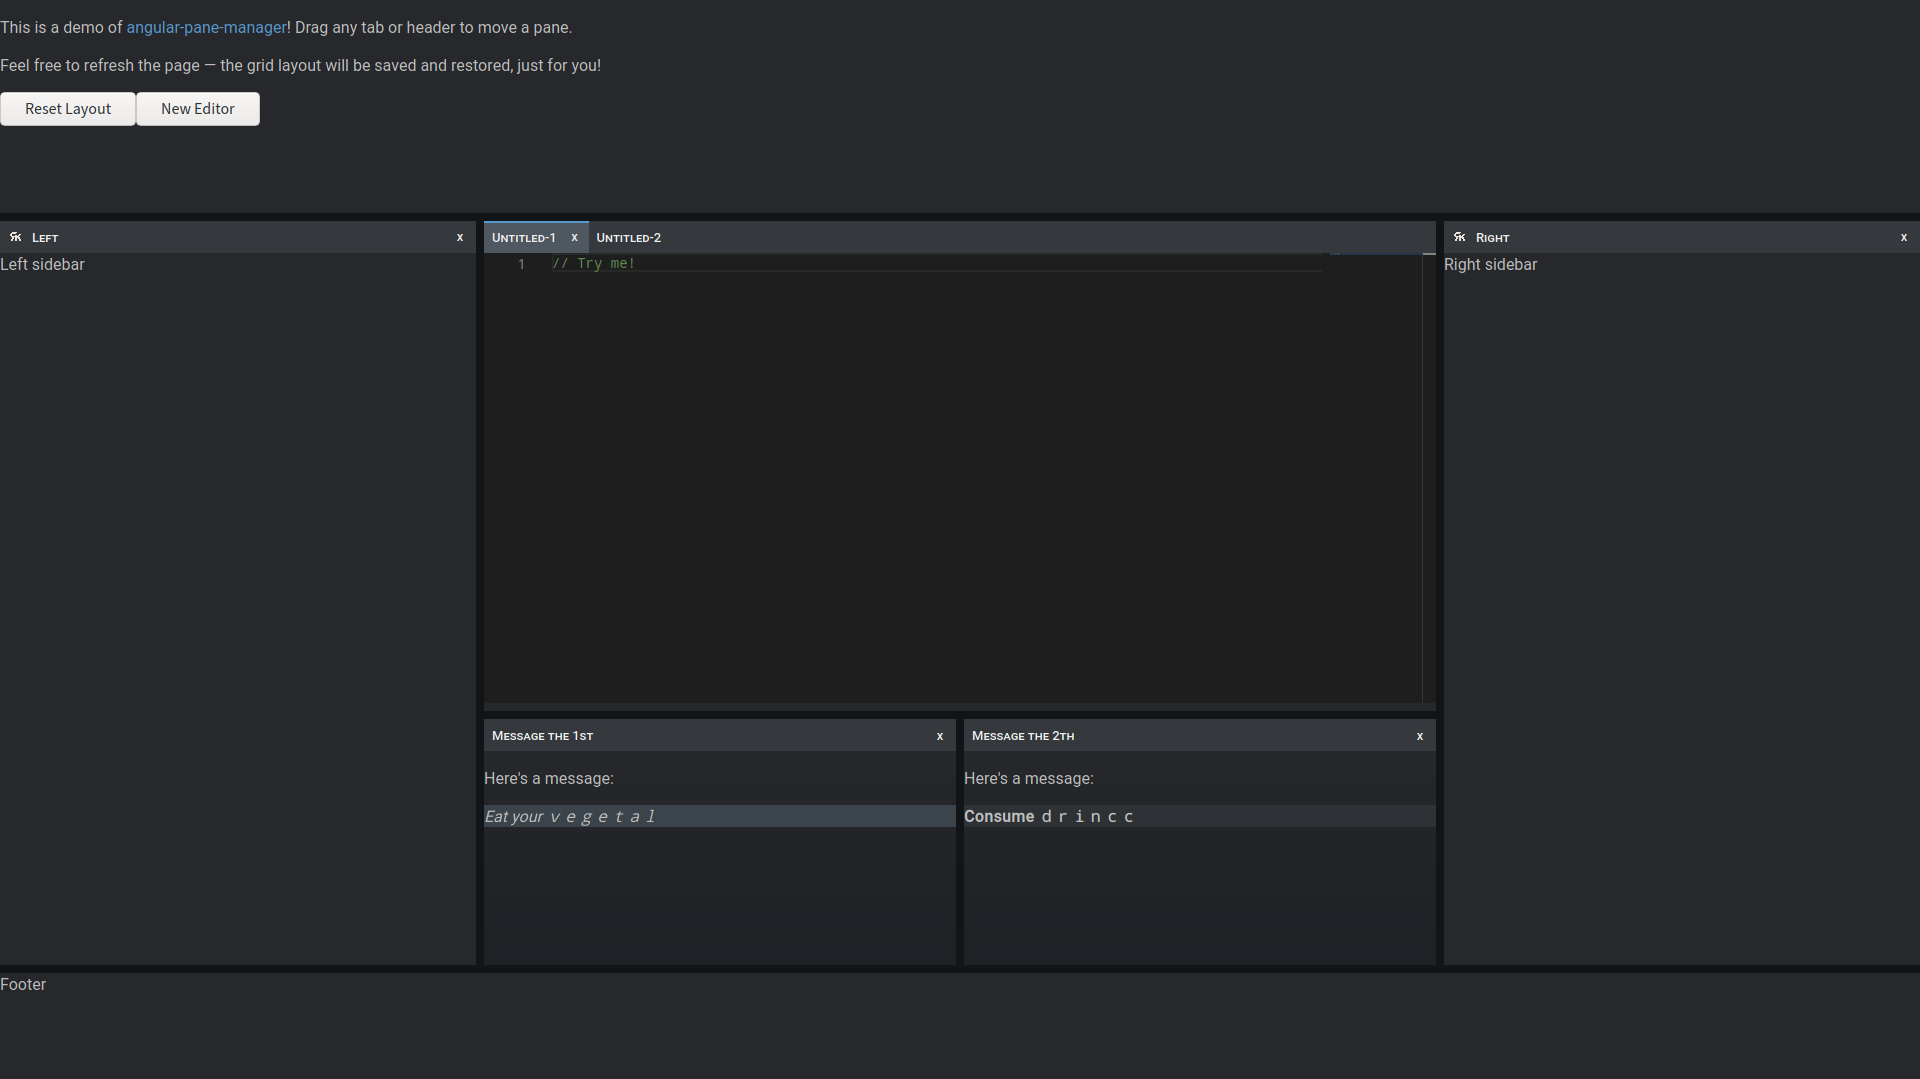 This is a demo of angular-pane-manager! Drag any tab or header to move a pane.
Feel free to refresh the page — the grid layout will be saved and restored, just for you!
Reset Layout New Editor
Left x
Left sidebar
Untitled-1 x Untitled-2
1 // Try me!
Message the 1st x
Here's a message:
Eat your v e g e t a l
Message the 2th x
Here's a message:
Consume d r i n c c
Right x
Right sidebar
Footer